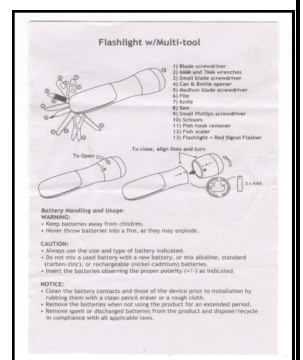 Flashlight w/Multi-tool
1) Blade screwdriver
2) 6MM and 7MM wrenches
3) Small blade screwdriver
4) Can & Bottle opener
5) Medium blade screwdriver
6) File
7) Knife
8) Saw
9) Small Phillips screwdriver
10) Scissors
11) Fish hook remover
12) Fish scaler
13) Flashlight + Red Signal Flasher
To close, align Dots and turn
To Open
Battery Handling and Usage:
WARNING:
• Keep batteries away from children.
• Never throw batteries into a fire, as they may explode.
CAUTION:
• Always use the size and type of battery indicated.
• Do not mix a used battery with a new battery, or mix alkaline, standard
(carbon-zinc), or rechargeable (nickel-cadmium) batteries.
• Insert the batteries observing the proper polarity (+/-) as indicated.
NOTICE:
• Clean the battery contacts and those of the device prior to installation by
rubbing them with a clean pencil eraser or a rough cloth.
• Remove the batteries when not using the product for an extended period.
• Remove spent or discharged batteries from the product and dispose/recycle
in compliance with all applicable laws.